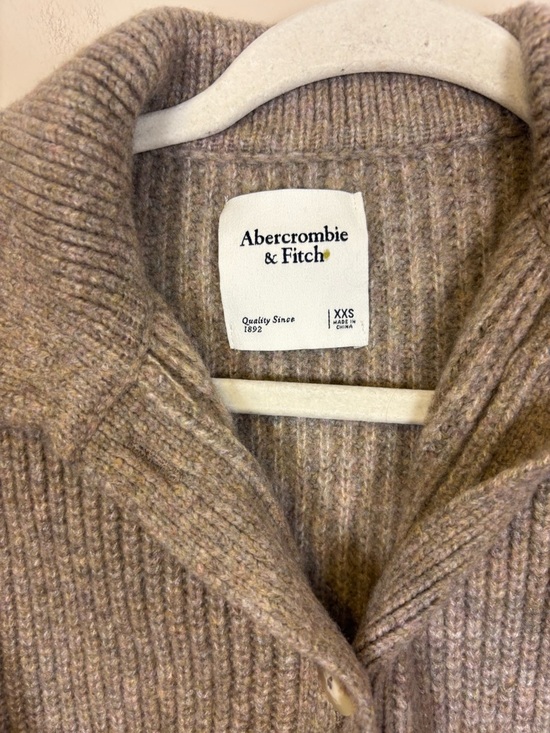 Abercrombie
& Fitch
Quality Since
1892
XXS
MADE IN
CHINA